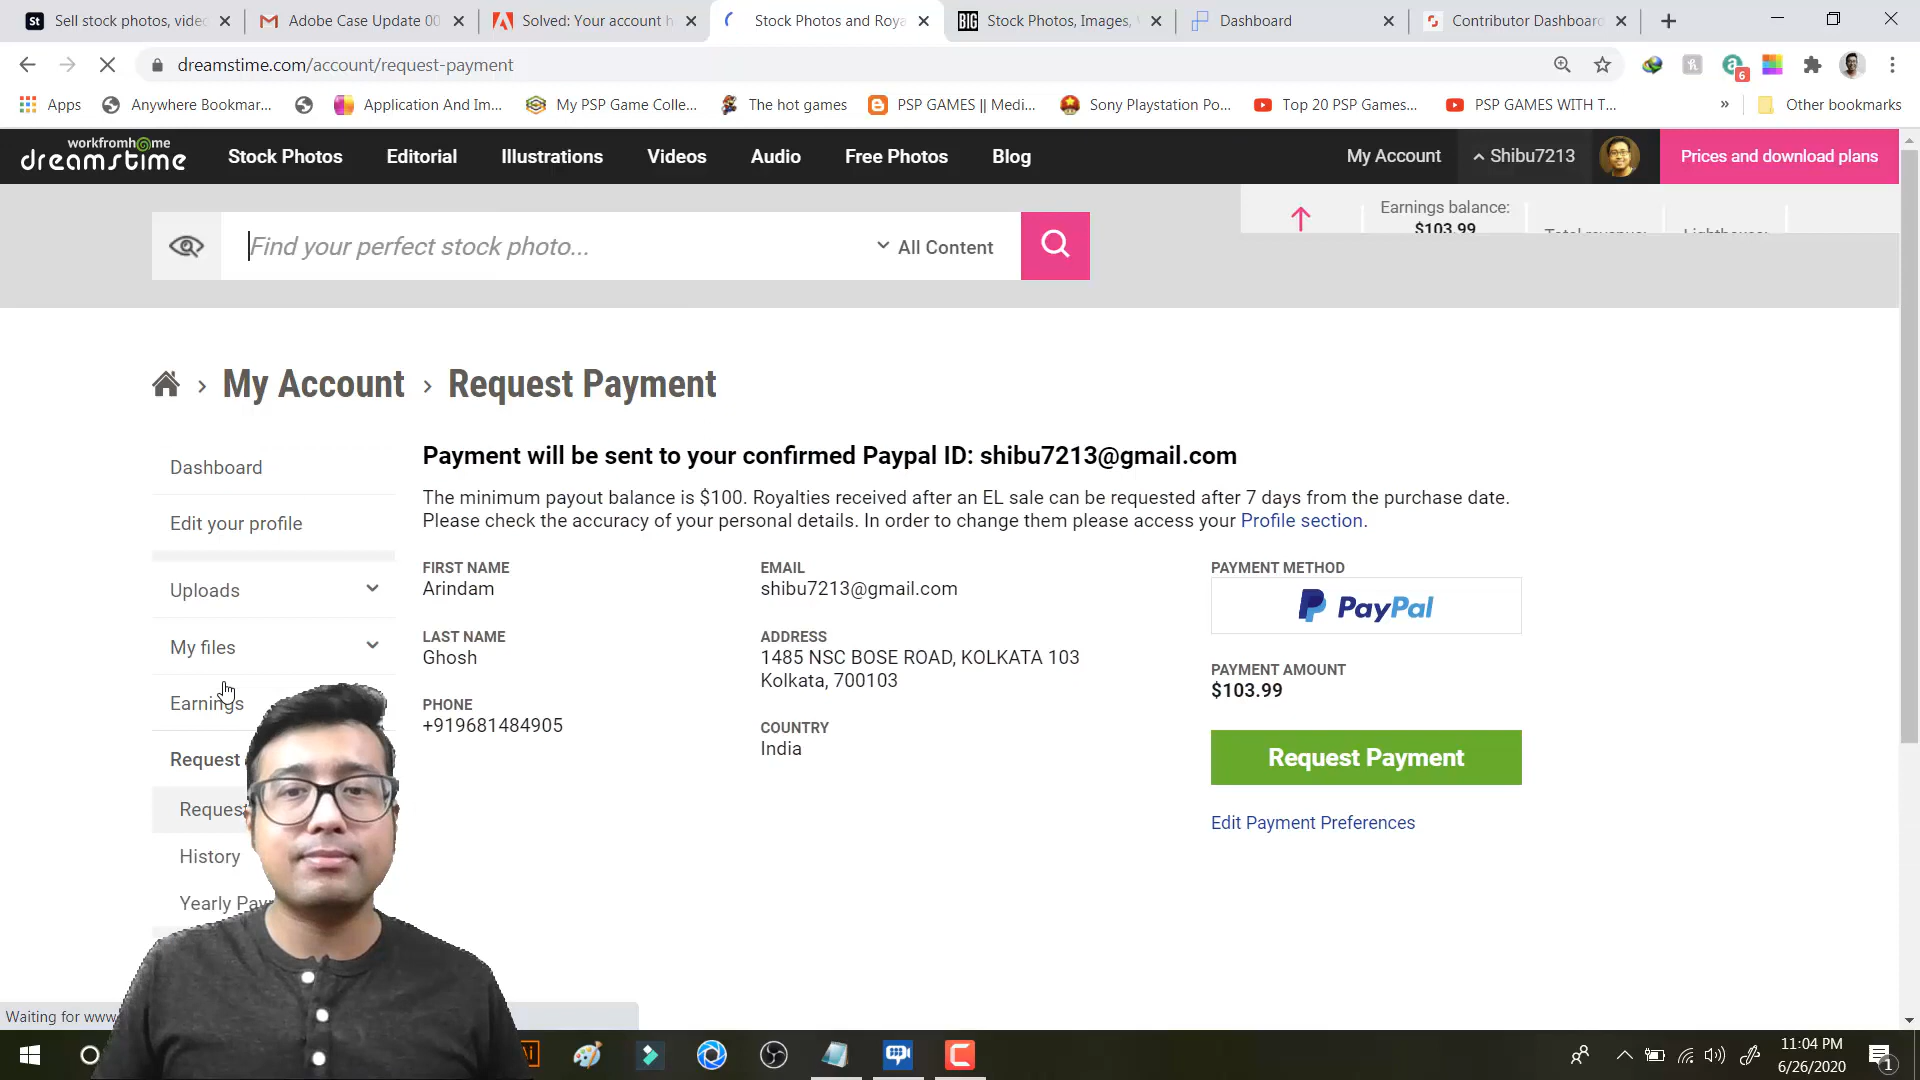 Sell stock photos, video
Adobe Case Update 00
Solved: Your account h
Stock Photos and Roya
BIG
Stock Photos, Images,
Dashboard
Contributor Dashboard
dreamstime.com/account/request-payment
6
Apps
Anywhere Bookmar...
Application And Im...
My PSP Game Colle...
The hot games
PSP GAMES || Medi...
Sony Playstation Po...
Top 20 PSP Games...
PSP GAMES WITH T...
»
Other bookmarks
workfromhome
dreamstime
Stock Photos
Editorial
Illustrations
Videos
Audio
Free Photos
Blog
My Account
Shibu7213
Prices and download plans
Find your perfect stock photo...
All Content
Earnings balance:
$103.99
My Account › Request Payment
Dashboard
Edit your profile
Uploads
My files
Earnings
Request
Request
History
Yearly Pay
Payment will be sent to your confirmed Paypal ID: shibu7213@gmail.com
The minimum payout balance is $100. Royalties received after an EL sale can be requested after 7 days from the purchase date.
Please check the accuracy of your personal details. In order to change them please access your Profile section.
FIRST NAME
Arindam
LAST NAME
Ghosh
PHONE
+919681484905
EMAIL
shibu7213@gmail.com
ADDRESS
1485 NSC BOSE ROAD, KOLKATA 103
Kolkata, 700103
COUNTRY
India
PAYMENT METHOD
PayPal
PAYMENT AMOUNT
$103.99
Request Payment
Edit Payment Preferences
Waiting for www
11:04 PM
6/26/2020
1